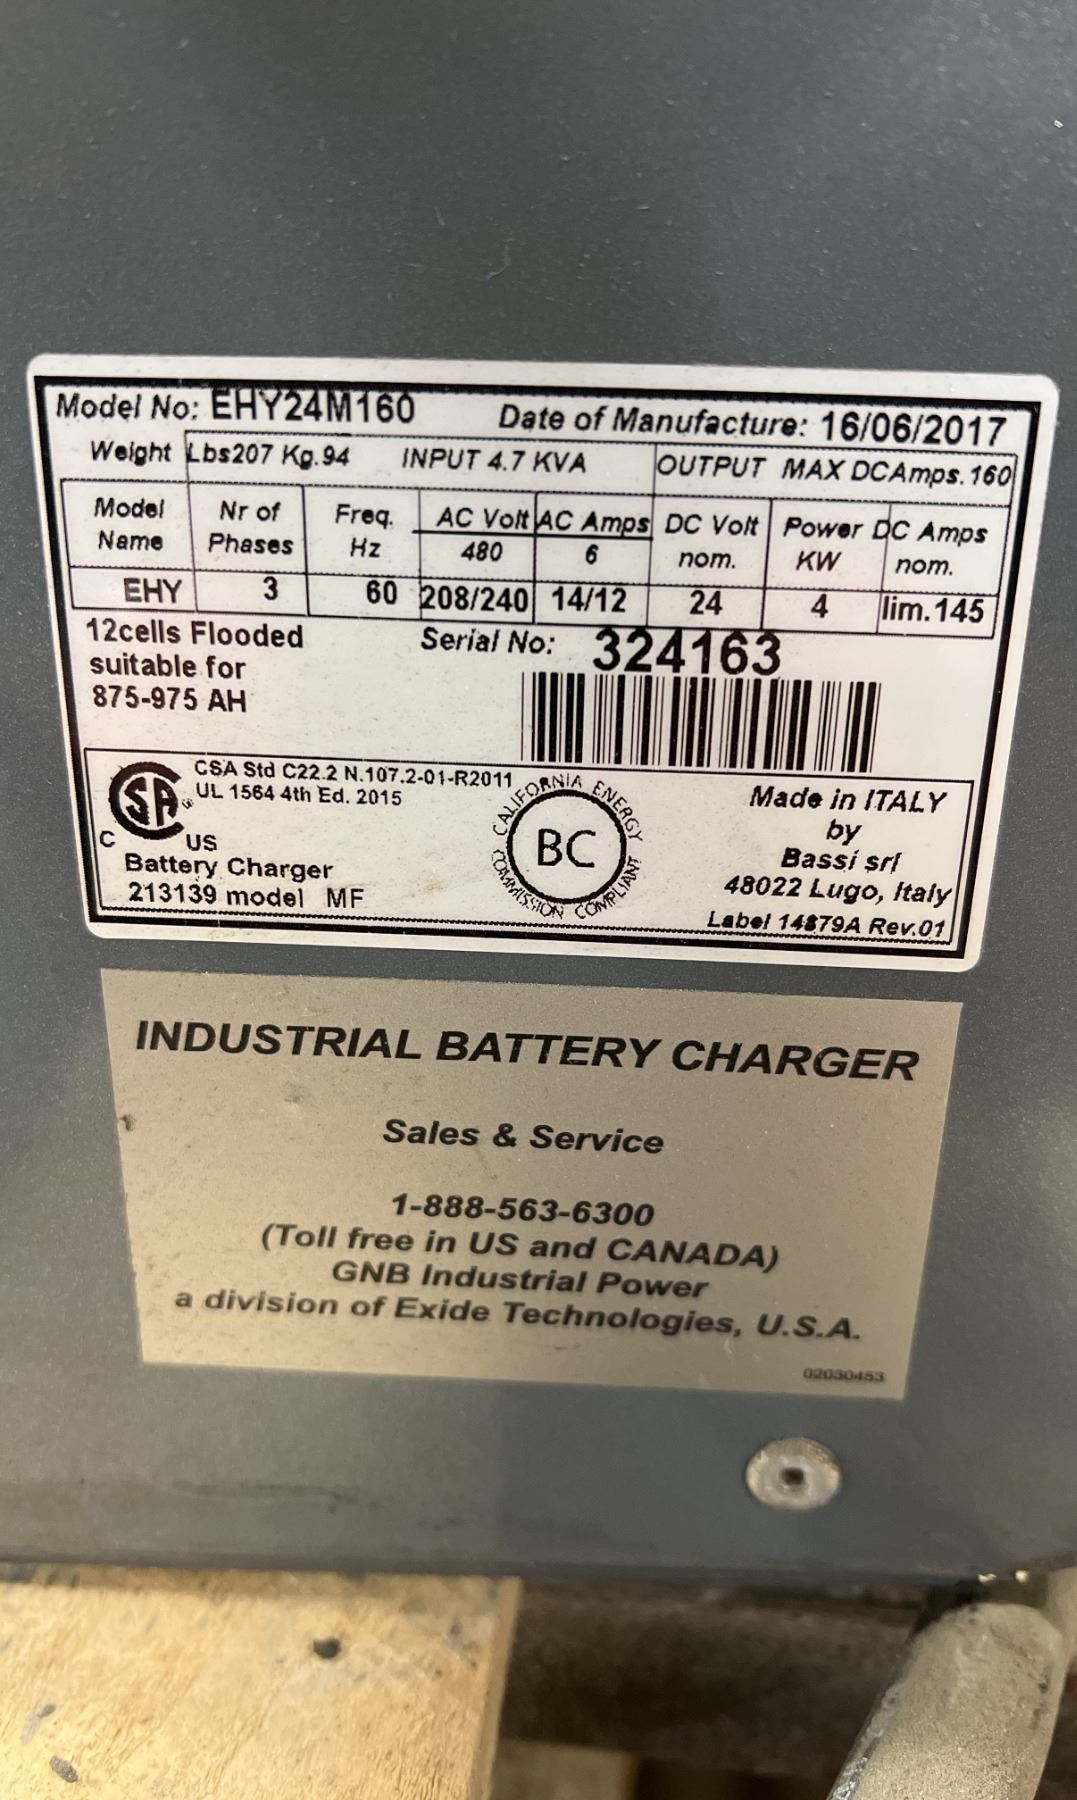 Model No: EHY24M160 Date of Manufacture: 16/06/2017
Weight Lbs207 Kg.94 INPUT 4.7 KVA OUTPUT MAX DCAmps.160
Model Name Nr of Phases Freq. Hz AC Volt 480 AC Amps 6 DC Volt nom. Power KW DC Amps nom.
EHY 3 60 208/240 14/12 24 4 lim.145
12cells Flooded
suitable for
875-975 AH
Serial No: 324163
CSA Std C22.2 N.107.2-01-R2011
UL 1564 4th Ed. 2015
C SA US
Battery Charger
213139 model MF
CALIFORNIA ENERGY COMMISSION COMPLIANT
BC
Made in ITALY
by
Bassi srl
48022 Lugo, Italy
Label 14879A Rev.01
INDUSTRIAL BATTERY CHARGER
Sales & Service
1-888-563-6300
(Toll free in US and CANADA)
GNB Industrial Power
a division of Exide Technologies, U.S.A.
02030453